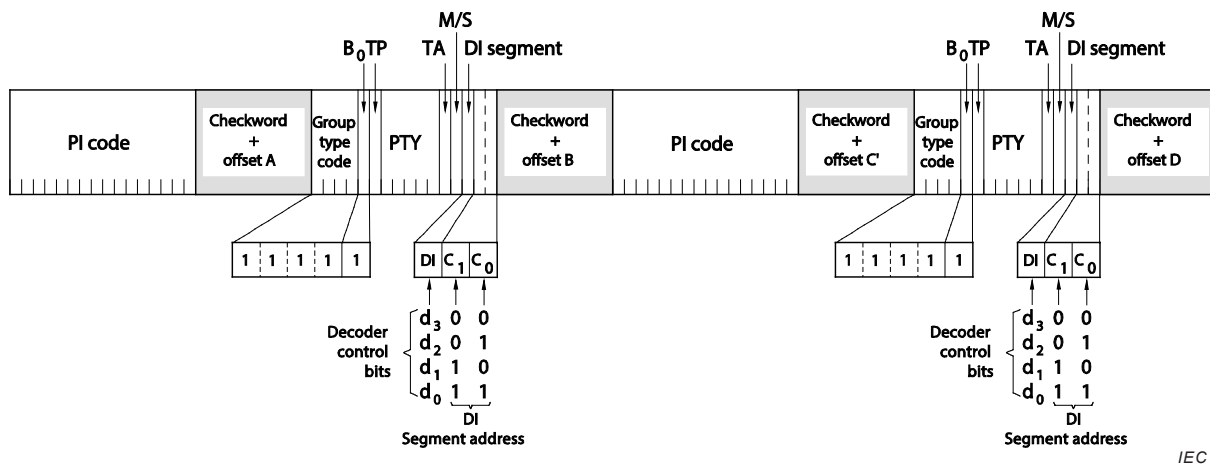 M/S M/S
B0TP TA DI segment B0TP TA DI segment
PI code Checkword + offset A Group type code PTY Checkword + offset B PI code Checkword + offset C' Group type code PTY Checkword + offset D
1 1 1 1 1 DI C1 C0 1 1 1 1 1 DI C1 C0
Decoder control bits Decoder control bits
d3 0 0 d3 0 0
d2 0 1 d2 0 1
d1 1 0 d1 1 0
d0 1 1 d0 1 1
DI DI
Segment address Segment address
IEC